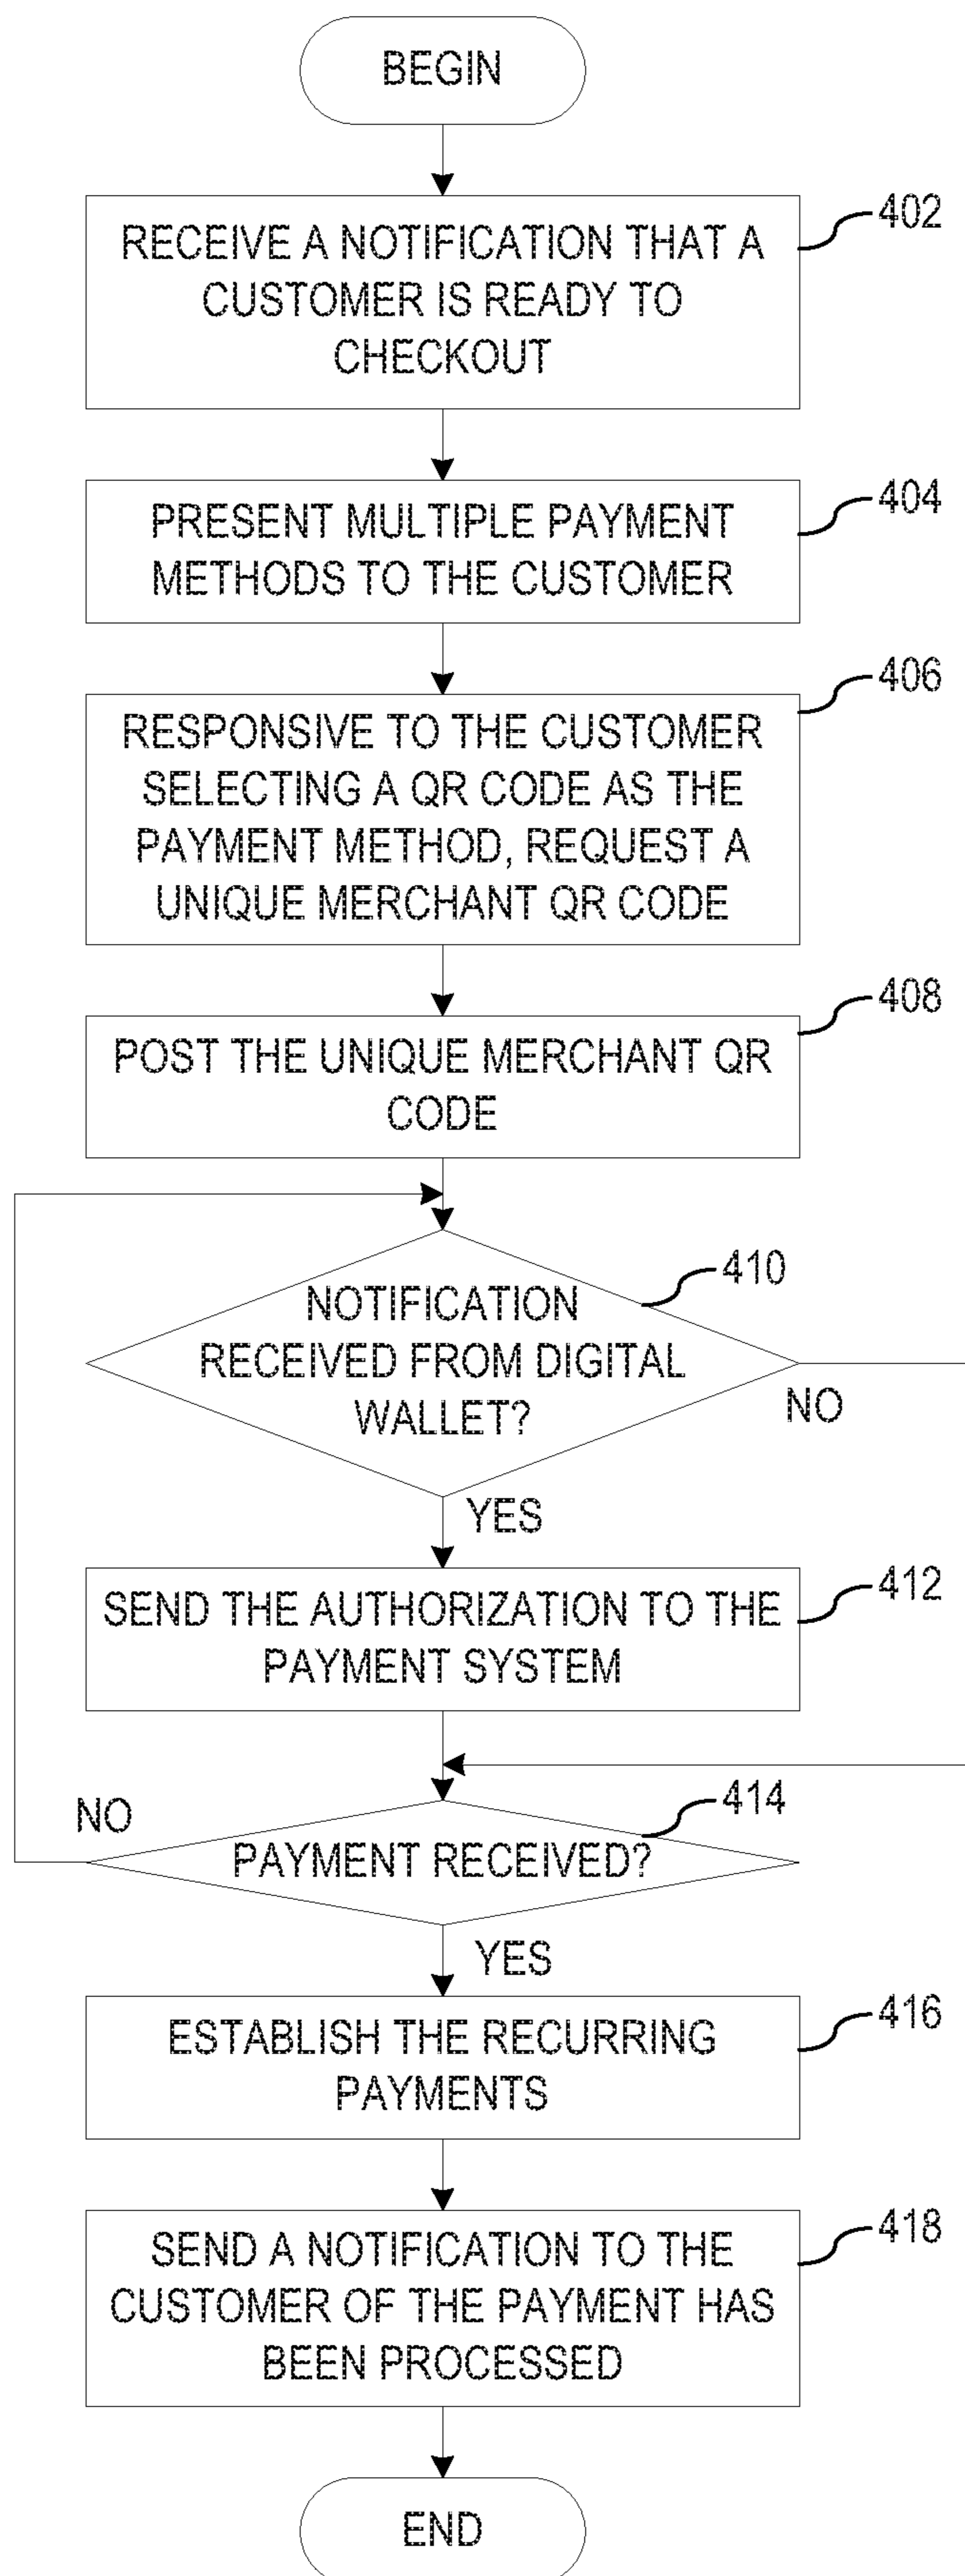 BEGIN
RECEIVE A NOTIFICATION THAT A
CUSTOMER IS READY TO
CHECKOUT
402
PRESENT MULTIPLE PAYMENT
METHODS TO THE CUSTOMER
404
RESPONSIVE TO THE CUSTOMER
SELECTING A QR CODE AS THE
PAYMENT METHOD, REQUEST A
UNIQUE MERCHANT QR CODE
406
POST THE UNIQUE MERCHANT QR
CODE
408
NOTIFICATION
RECEIVED FROM DIGITAL
WALLET?
410
NO
YES
SEND THE AUTHORIZATION TO THE
PAYMENT SYSTEM
412
PAYMENT RECEIVED?
414
NO
YES
ESTABLISH THE RECURRING
PAYMENTS
416
SEND A NOTIFICATION TO THE
CUSTOMER OF THE PAYMENT HAS
BEEN PROCESSED
418
END